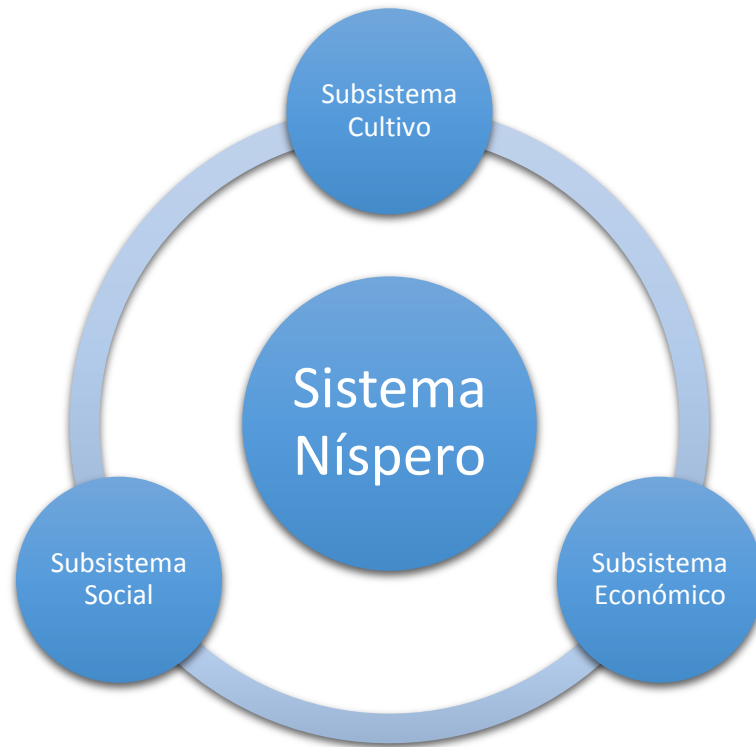 Subsistema
Cultivo
Sistema
Níspero
Subsistema
Social
Subsistema
Económico